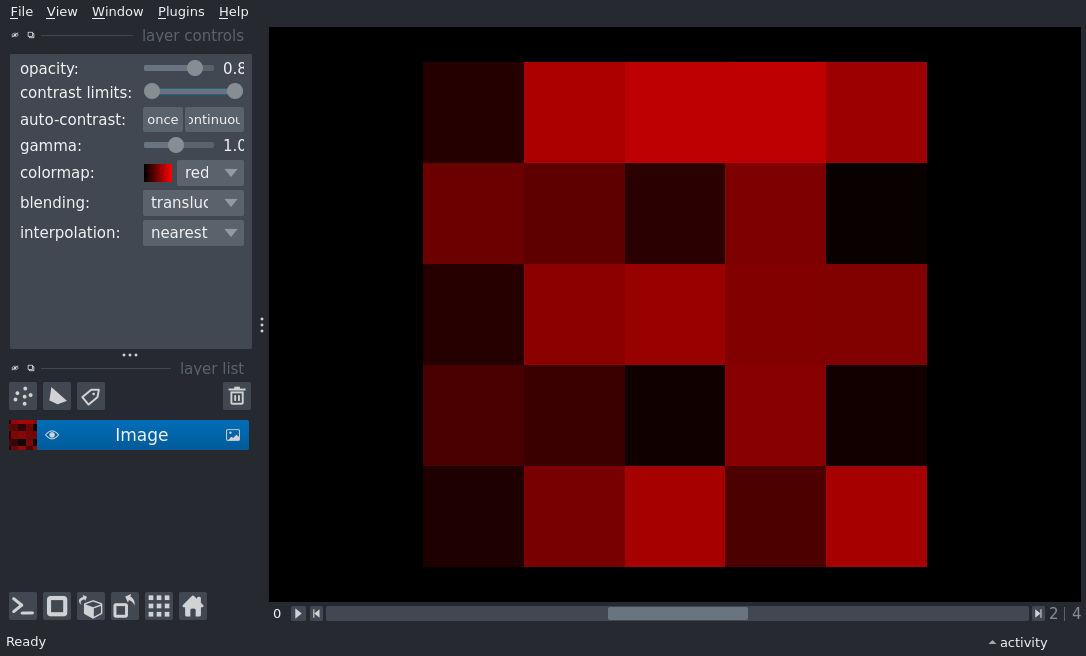 File View Window Plugins Help
layer controls
opacity: 0.8
contrast limits:
auto-contrast: once ontinuou
gamma: 1.0
colormap: red
blending: transluc
interpolation: nearest
layer list
Image
0 2 | 4
Ready
activity